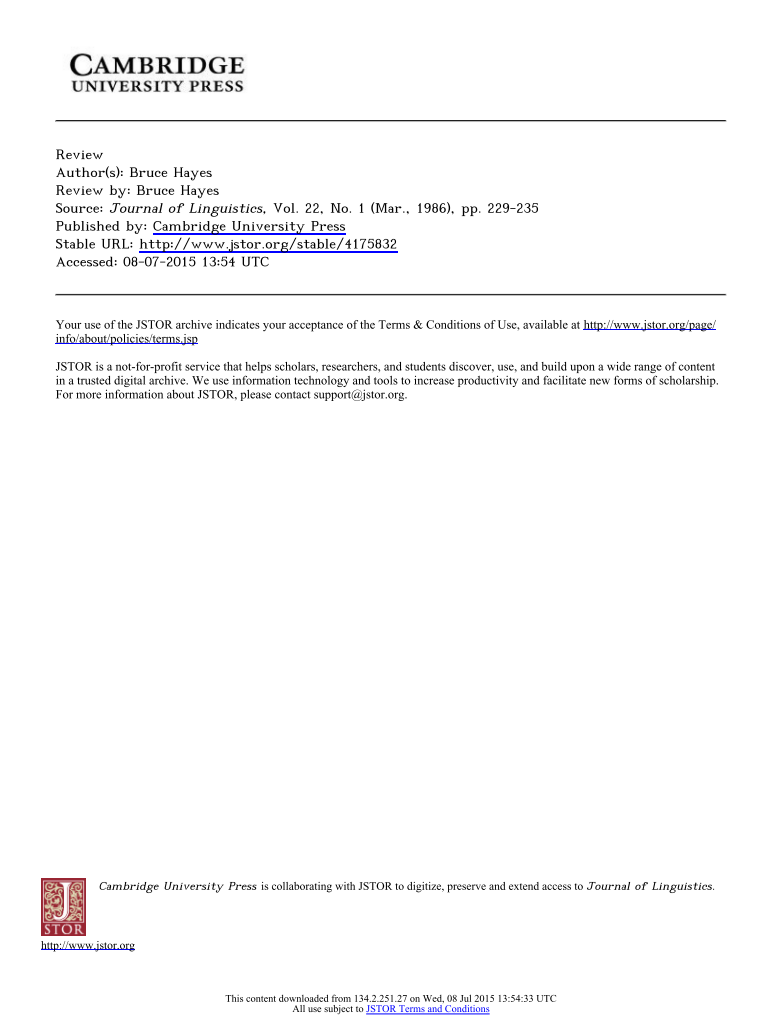 CAMBRIDGE
UNIVERSITY PRESS
Review
Author(s): Bruce Hayes
Review by: Bruce Hayes
Source: Journal of Linguistics, Vol. 22, No. 1 (Mar., 1986), pp. 229-235
Published by: Cambridge University Press
Stable URL: http://www.jstor.org/stable/4175832
Accessed: 08-07-2015 13:54 UTC
Your use of the JSTOR archive indicates your acceptance of the Terms & Conditions of Use, available at http://www.jstor.org/page/
info/about/policies/terms.jsp
JSTOR is a not-for-profit service that helps scholars, researchers, and students discover, use, and build upon a wide range of content
in a trusted digital archive. We use information technology and tools to increase productivity and facilitate new forms of scholarship.
For more information about JSTOR, please contact support@jstor.org.
Cambridge University Press is collaborating with JSTOR to digitize, preserve and extend access to Journal of Linguistics.
J
STOR
http://www.jstor.org
This content downloaded from 134.2.251.27 on Wed, 08 Jul 2015 13:54:33 UTC
All use subject to JSTOR Terms and Conditions